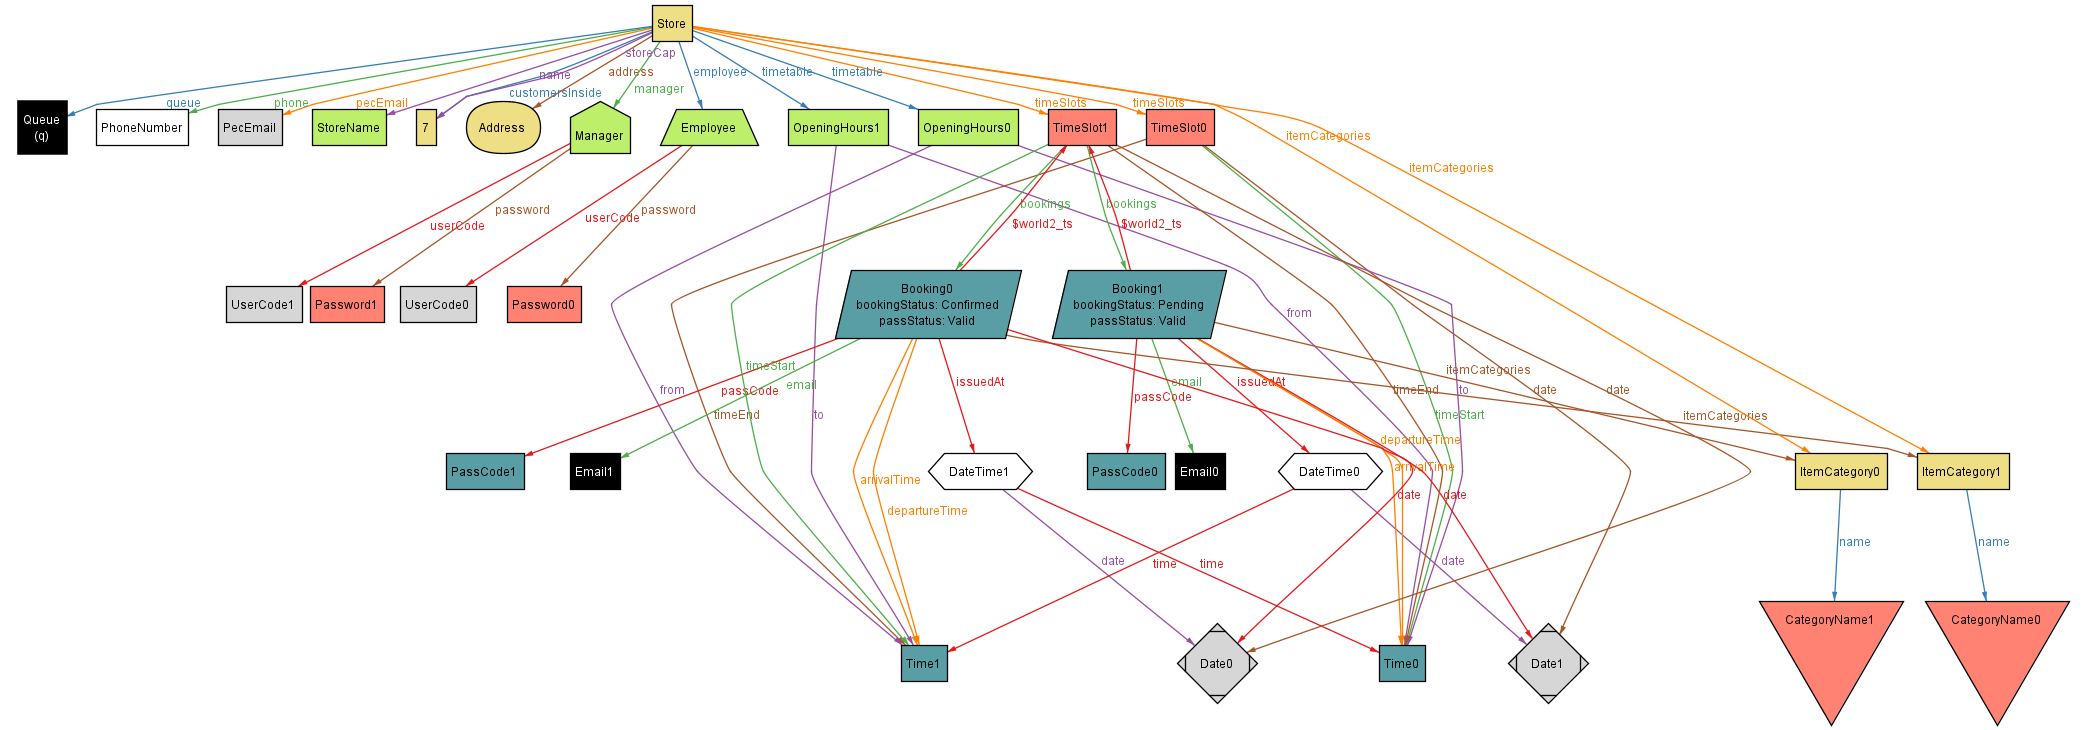 Store
storeCap
name
customersInside
address
manager
employee
timetable
timetable
timeSlots
timeSlots
queue
phone
pecEmail
itemCategories
itemCategories
Queue
(q)
PhoneNumber
PecEmail
StoreName
7
Address
Manager
Employee
OpeningHours1
OpeningHours0
TimeSlot1
TimeSlot0
userCode
password
userCode
password
bookings
$world2_ts
bookings
$world2_ts
UserCode1
Password1
UserCode0
Password0
Booking0
bookingStatus: Confirmed
passStatus: Valid
Booking1
bookingStatus: Pending
passStatus: Valid
from
timeStart
itemCategories
from
timeEnd
passCode
email
to
issuedAt
passCode
email
issuedAt
timeEnd
to
timeStart
date
date
itemCategories
departureTime
arrivalTime
date
date
PassCode1
Email1
arrivalTime
departureTime
DateTime1
PassCode0
Email0
DateTime0
ItemCategory0
ItemCategory1
date
time
time
date
name
name
Time1
Date0
Time0
Date1
CategoryName1
CategoryName0